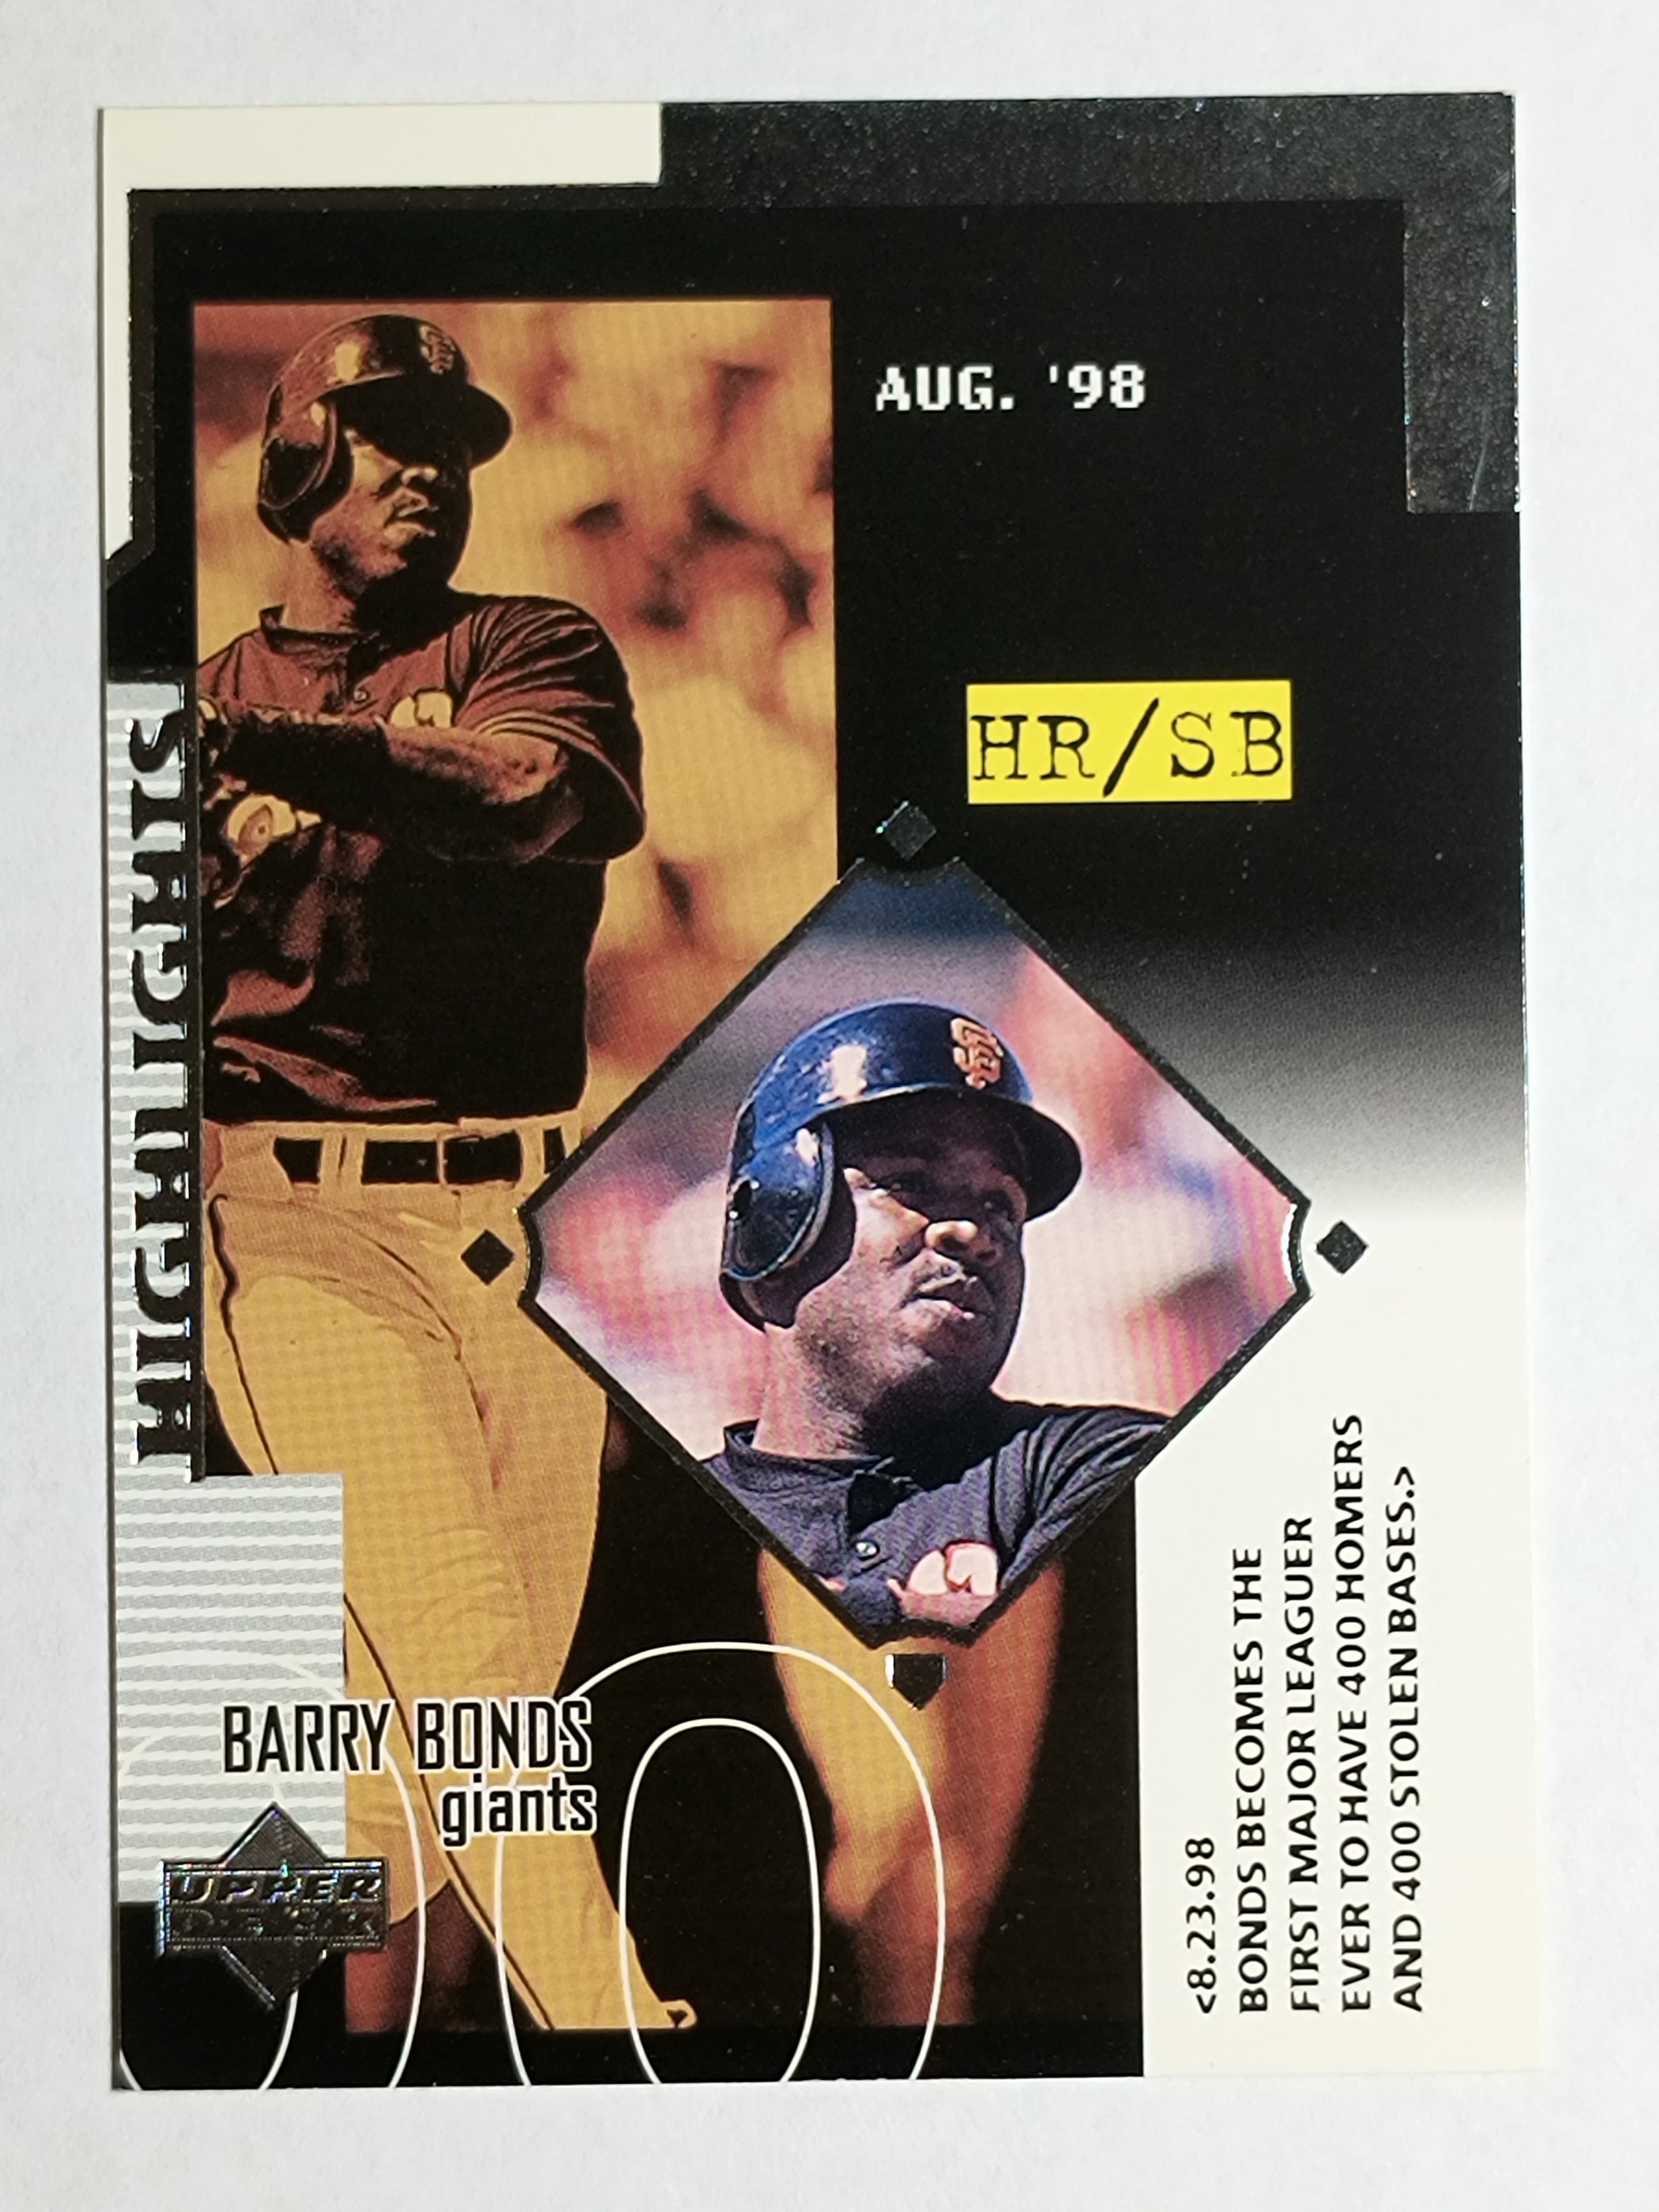 AUG. '98
HR/SB
HIGHLIGHTS
<8.23.98
BONDS BECOMES THE
FIRST MAJOR LEAGUER
EVER TO HAVE 400 HOMERS
AND 400 STOLEN BASES.>
BARRY BONDS
giants
UPPER
DECK